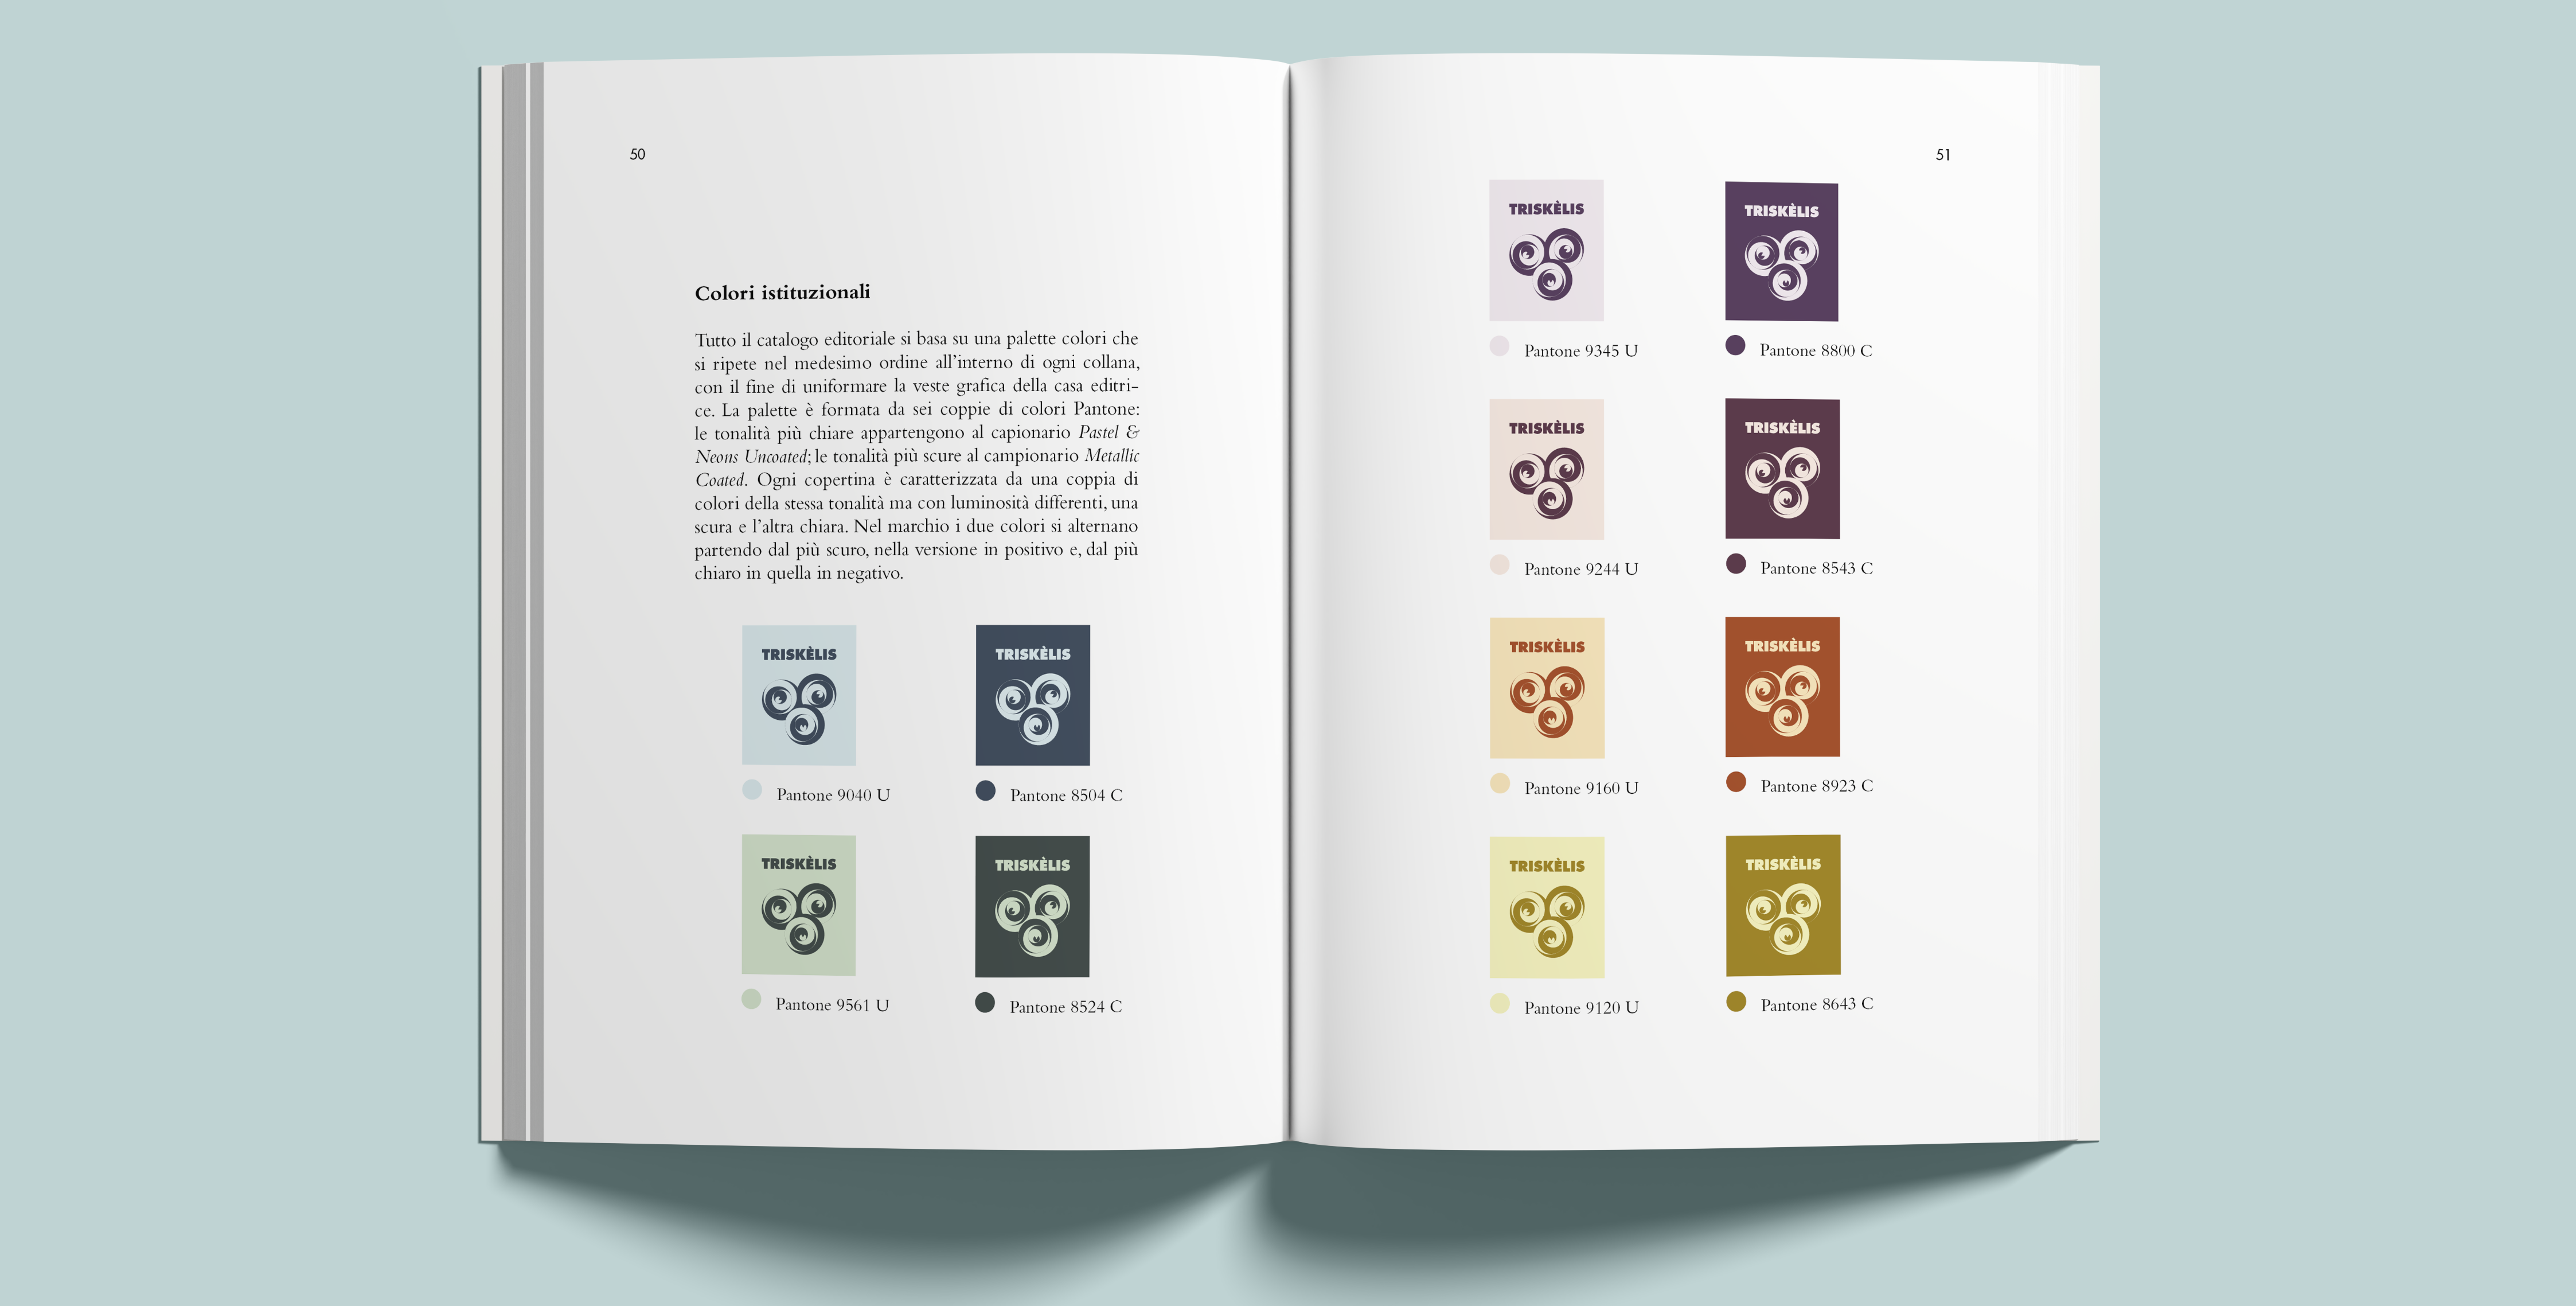 50
Colori istituzionali
Tutto il catalogo editoriale si basa su una palette colori che
si ripete nel medesimo ordine all'interno di ogni collana,
con il fine di uniformare la veste grafica della casa editri-
ce. La palette è formata da sei coppie di colori Pantone:
le tonalità più chiare appartengono al capionario Pastel &
Neons Uncoated; le tonalità più scure al campionario Metallic
Coated. Ogni copertina è caratterizzata da una coppia di
colori della stessa tonalità ma con luminosità differenti, una
scura e l'altra chiara. Nel marchio i due colori si alternano
partendo dal più scuro, nella versione in positivo e, dal più
chiaro in quella in negativo.
TRISKÈLIS
TRISKÈLIS
Pantone 9040 U
Pantone 8504 C
TRISKÈLIS
TRISKÈLIS
Pantone 9561 U
Pantone 8524 C
51
TRISKÈLIS
TRISKÈLIS
Pantone 9345 U
Pantone 8800 C
TRISKÈLIS
TRISKÈLIS
Pantone 9244 U
Pantone 8543 C
TRISKÈLIS
TRISKÈLIS
Pantone 9160 U
Pantone 8923 C
TRISKÈLIS
TRISKÈLIS
Pantone 9120 U
Pantone 8643 C